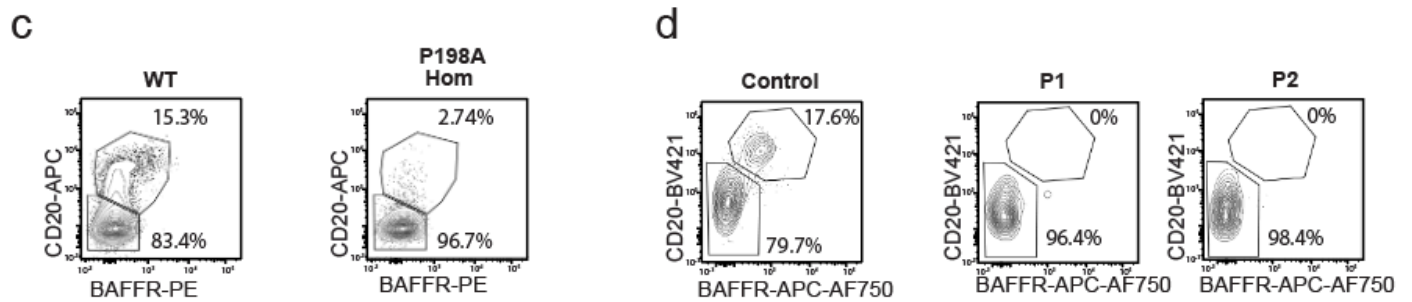 c
d
WT
P198A
Hom
Control
P1
P2
15.3%
83.4%
CD20-APC
BAFFR-PE
2.74%
96.7%
CD20-APC
BAFFR-PE
17.6%
79.7%
CD20-BV421
BAFFR-APC-AF750
0%
96.4%
CD20-BV421
BAFFR-APC-AF750
0%
98.4%
CD20-BV421
BAFFR-APC-AF750